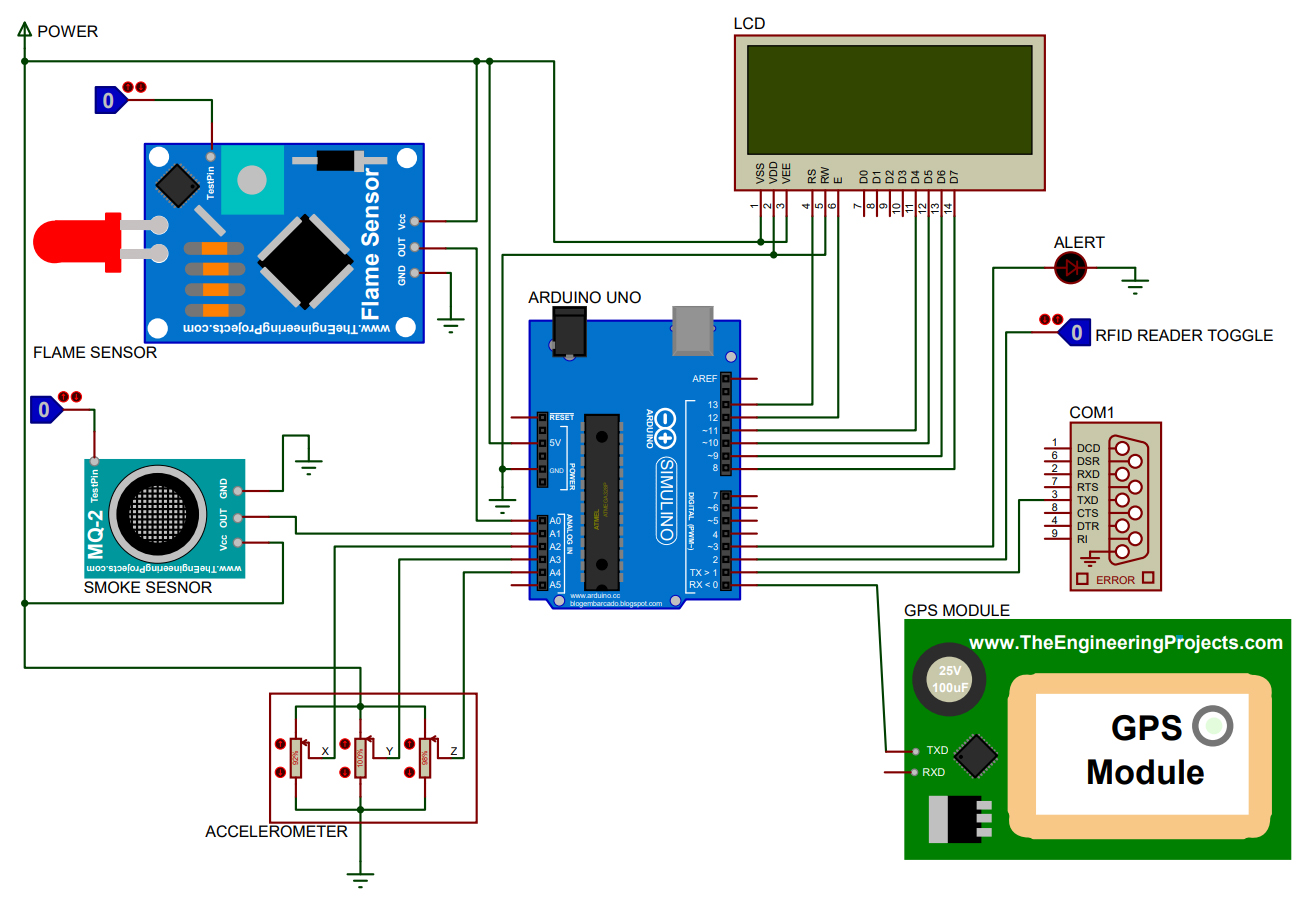 POWER
0
TestPin
Flame Sensor
Vcc
OUT
GND
www.TheEngineeringProjects.com
FLAME SENSOR
0
TestPin
MQ-2
GND
OUT
Vcc
www.TheEngineeringProjects.com
SMOKE SESNOR
LCD
VSS VDD VEE RS RW E D0 D1 D2 D3 D4 D5 D6 D7
1 2 3 4 5 6 7 8 9 10 11 12 13 14
ARDUINO UNO
RESET
5V
GND
POWER
A0
A1
A2
A3
A4
A5
ANALOG IN
ATMEL
ATMEGA328P
ARDUINO
SIMULINO
AREF
13
12
~11
~10
~9
8
7
~6
~5
4
~3
2
TX > 1
RX < 0
DIGITAL (PWM~)
www.arduino.cc
blogembarcado.blogspot.com
ALERT
0 RFID READER TOGGLE
COM1
1 DCD
6 DSR
2 RXD
7 RTS
3 TXD
8 CTS
4 DTR
9 RI
ERROR
GPS MODULE
www.TheEngineeringProjects.com
25V
100uF
TXD
RXD
GPS
Module
92% X
100% Y
98% Z
ACCELEROMETER